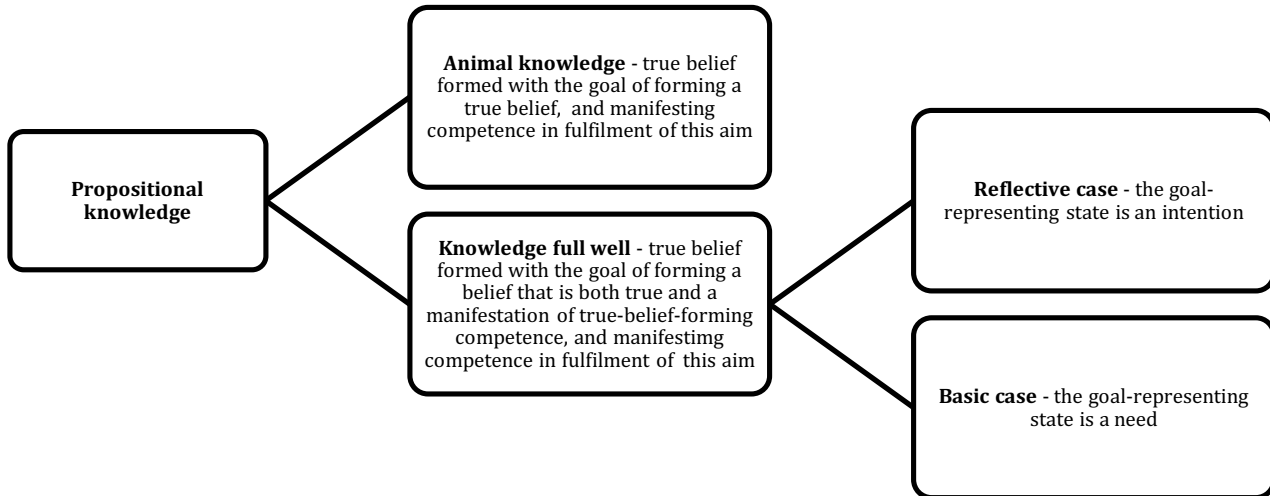 Propositional
knowledge
Animal knowledge - true belief
formed with the goal of forming a
true belief, and manifesting
competence in fulfilment of this aim
Knowledge full well - true belief
formed with the goal of forming a
belief that is both true and a
manifestation of true-belief-forming
competence, and manifestimg
competence in fulfilment of this aim
Reflective case - the goal-
representing state is an intention
Basic case - the goal-representing
state is a need